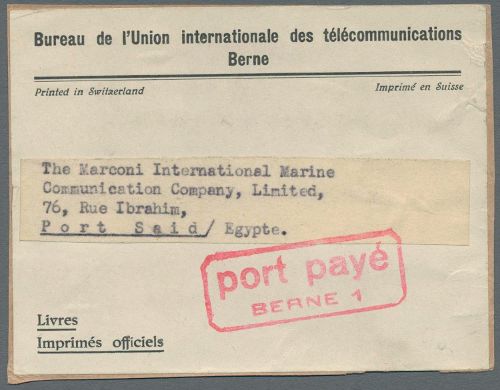 Bureau de l'Union internationale des télécommunications
Berne
Printed in Switzerland Imprimé en Suisse
The Marconi International Marine
Communication Company, Limited,
76, Rue Ibrahim,
Port Said/ Egypte.
port payé
BERNE 1
Livres
Imprimés officiels